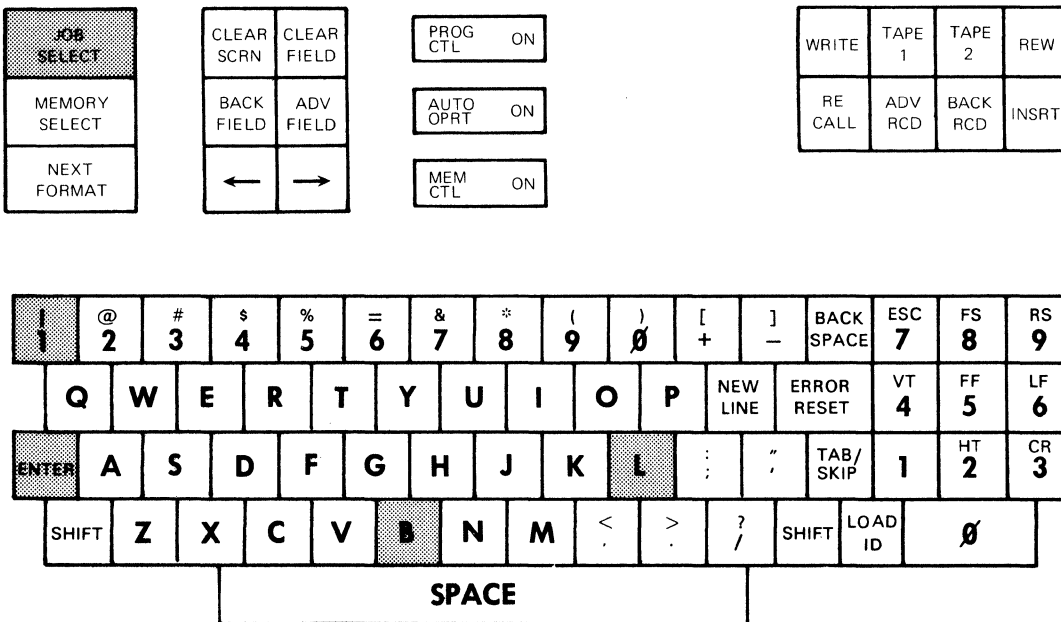 JOB SELECT
CLEAR SCRN
CLEAR FIELD
PROG CTL ON
WRITE
TAPE 1
TAPE 2
REW
MEMORY SELECT
BACK FIELD
ADV FIELD
AUTO OPRT ON
RE CALL
ADV RCD
BACK RCD
INSRT
NEXT FORMAT
← →
MEM CTL ON
| 1 @ 2 # 3 $ 4 % 5 = 6 & 7 * 8 ( 9 ) Ø [ + ] − BACK SPACE ESC 7 FS 8 RS 9
Q W E R T Y U I O P NEW LINE ERROR RESET VT 4 FF 5 LF 6
ENTER A S D F G H J K L : ; " ' TAB/ SKIP 1 HT 2 CR 3
SHIFT Z X C V B N M < , > . ? / SHIFT LOAD ID Ø
SPACE